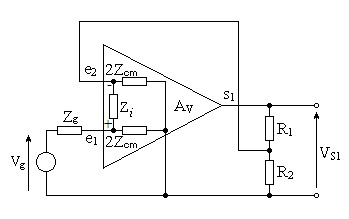 e2 2Zcm
s1
-
Zi
Av
Zg
+
R1
e1 2Zcm
Vg
VS1
R2